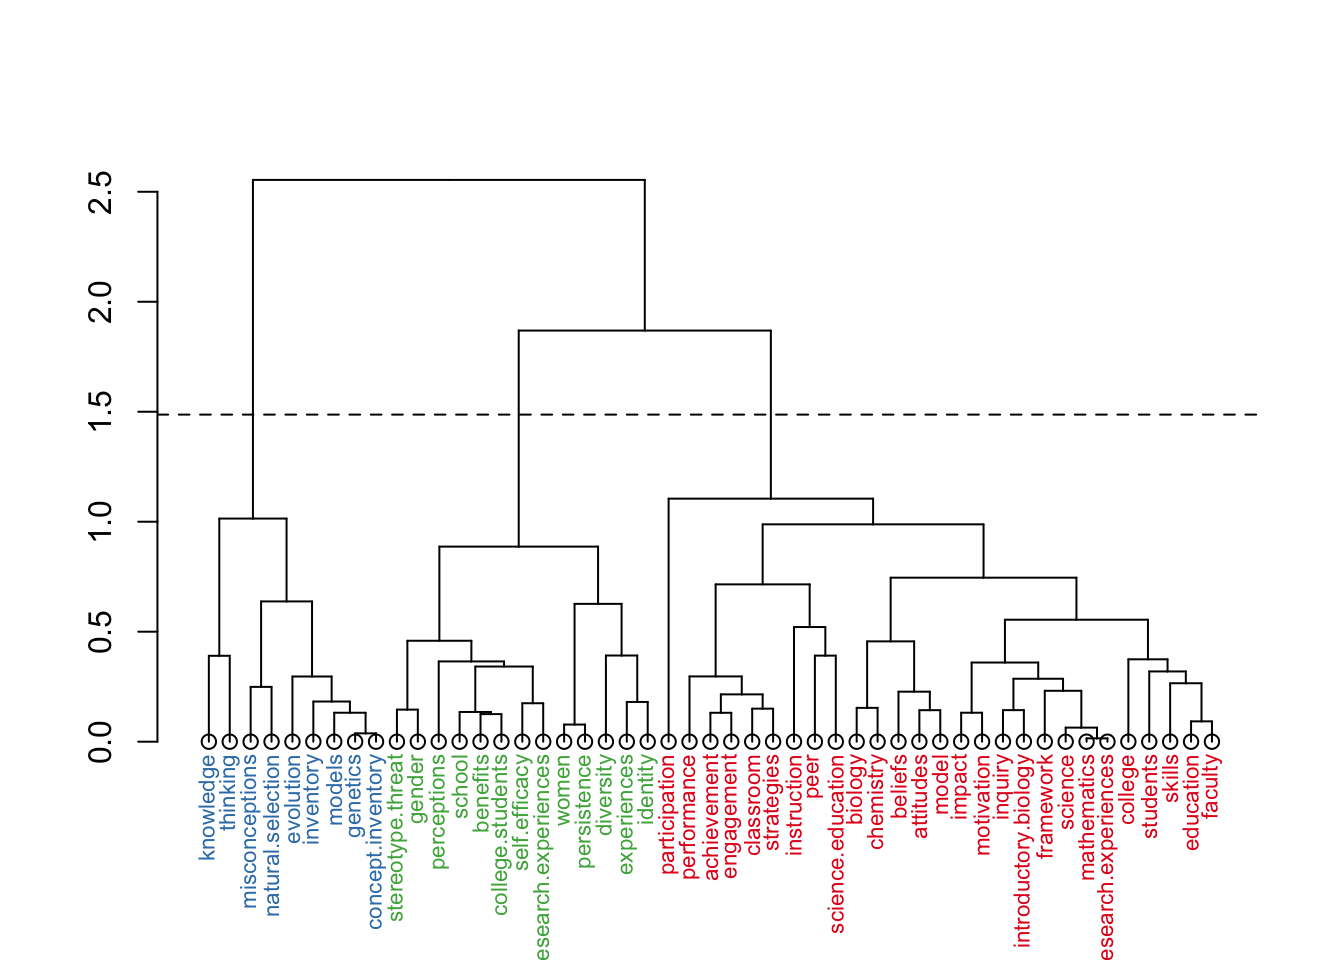 2.5
2.0
1.5
1.0
0.5
0.0
knowledge
thinking
misconceptions
natural.selection
evolution
inventory
models
genetics
concept.inventory
stereotype.threat
gender
perceptions
school
benefits
college.students
self.efficacy
esearch.experiences
women
persistence
diversity
experiences
identity
participation
performance
achievement
engagement
classroom
strategies
instruction
peer
science.education
biology
chemistry
beliefs
attitudes
model
impact
motivation
inquiry
introductory.biology
framework
science
mathematics
esearch.experiences
college
students
skills
education
faculty